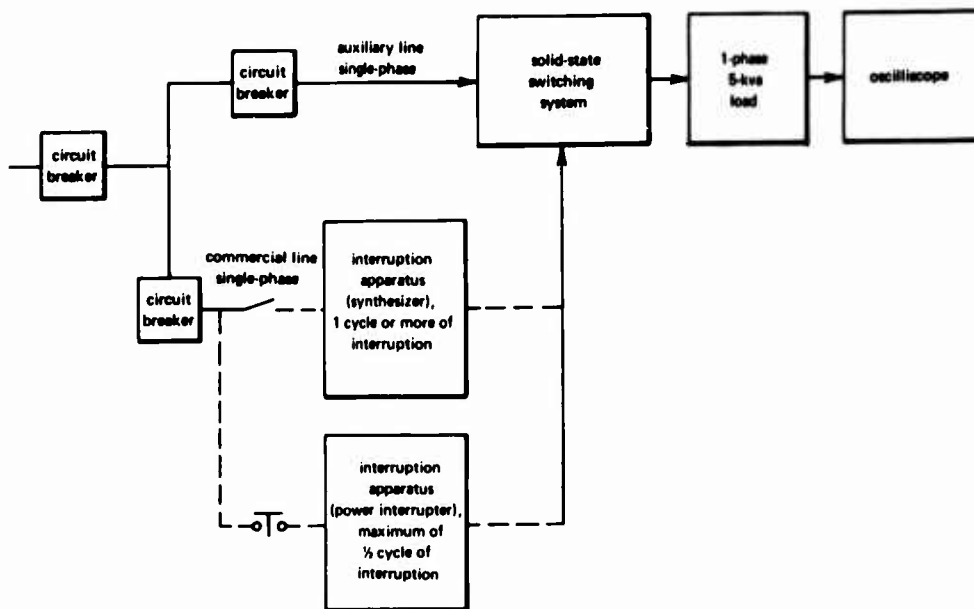 circuit
breaker
circuit
breaker
auxiliary line
single-phase
solid-state
switching
system
1-phase
5-kva
load
oscilliscope
circuit
breaker
commercial line
single-phase
interruption
apparatus
(synthesizer),
1 cycle or more of
interruption
interruption
apparatus
(power interrupter),
maximum of
½ cycle of
interruption